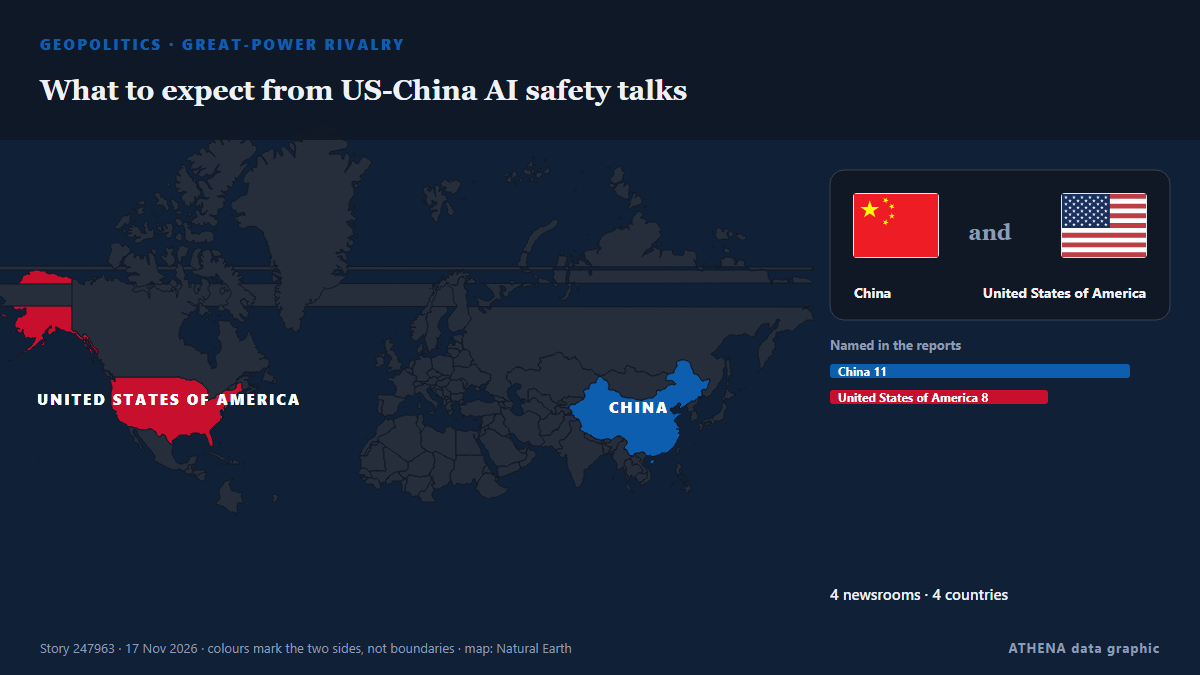 GEOPOLITICS · GREAT-POWER RIVALRY
What to expect from US-China AI safety talks
and
China
United States of America
Named in the reports
China 11
United States of America 8
UNITED STATES OF AMERICA
CHINA
4 newsrooms · 4 countries
Story 247963 · 17 Nov 2026 · colours mark the two sides, not boundaries · map: Natural Earth
ATHENA data graphic